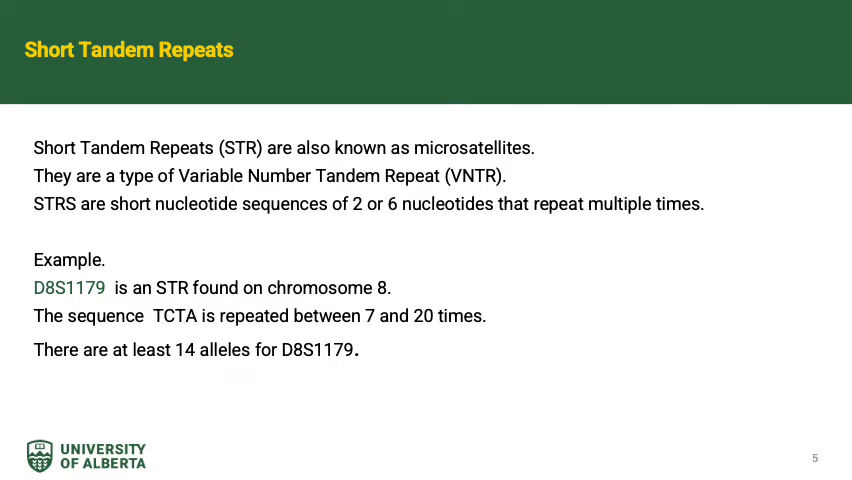 Short Tandem Repeats
Short Tandem Repeats (STR) are also known as microsatellites.
They are a type of Variable Number Tandem Repeat (VNTR).
STRS are short nucleotide sequences of 2 or 6 nucleotides that repeat multiple times.
Example.
D8S1179 is an STR found on chromosome 8.
The sequence TCTA is repeated between 7 and 20 times.
There are at least 14 alleles for D8S1179.
UNIVERSITY
OF ALBERTA
5